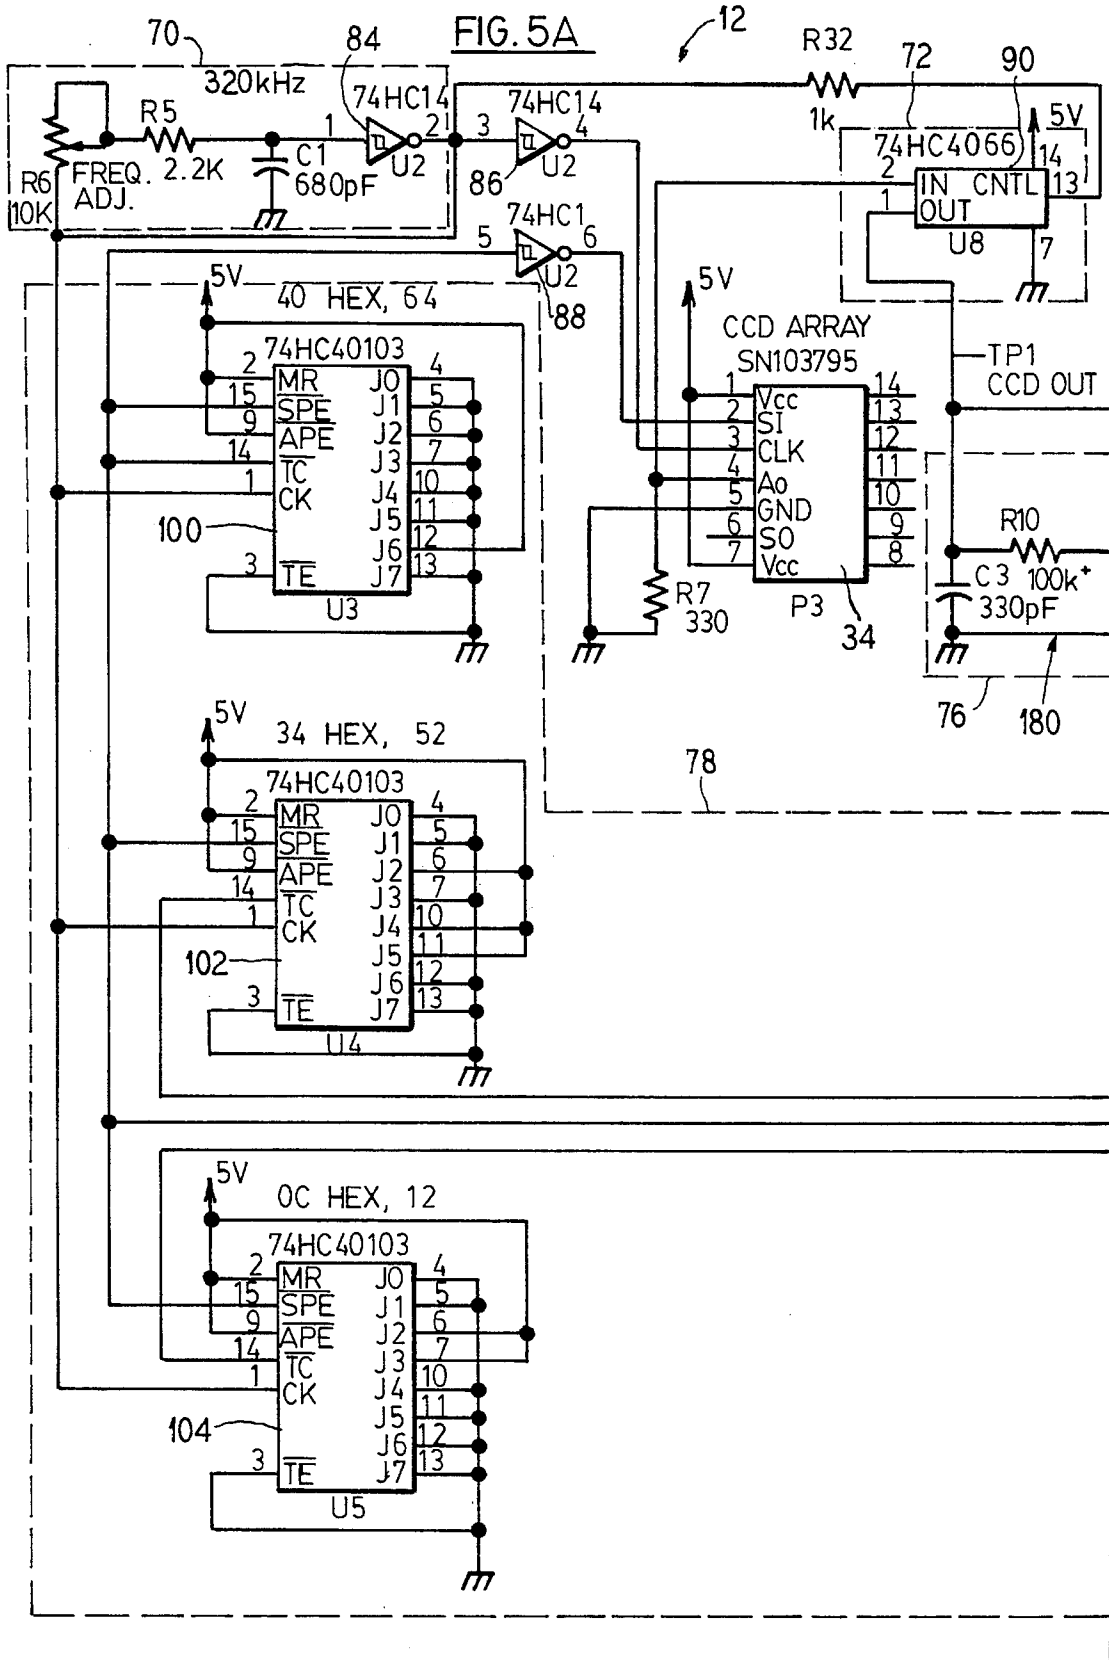 FIG. 5A
70
84
12
R32
72
90
320kHz
74HC14
74HC14
1k
5V
R5
1
2
3
4
74HC4066
14
U2
C1
2.2K
680pF
FREQ.
ADJ.
R6
10K
86
U2
2
IN
CNTL
13
1
OUT
U8
7
74HC1
5
6
U2
88
5V
40 HEX, 64
74HC40103
2
MR
J0
4
15
SPE
J1
5
9
APE
J2
6
14
TC
J3
7
1
CK
J4
10
J5
11
100
J6
12
3
TE
J7
13
U3
5V
CCD ARRAY
SN103795
1
Vcc
14
2
SI
13
3
CLK
12
4
Ao
11
5
GND
10
6
SO
9
7
Vcc
8
P3
34
R7
330
TP1
CCD OUT
R10
100k+
C3
330pF
76
180
78
5V
34 HEX, 52
74HC40103
2
MR
J0
4
15
SPE
J1
5
9
APE
J2
6
14
TC
J3
7
1
CK
J4
10
J5
11
102
J6
12
3
TE
J7
13
U4
5V
0C HEX, 12
74HC40103
2
MR
J0
4
15
SPE
J1
5
9
APE
J2
6
14
TC
J3
7
1
CK
J4
10
J5
11
104
J6
12
3
TE
J7
13
U5